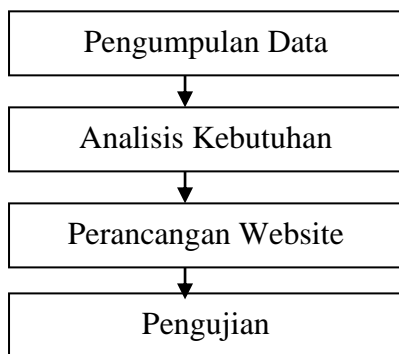 Pengumpulan Data
Analisis Kebutuhan
Perancangan Website
Pengujian